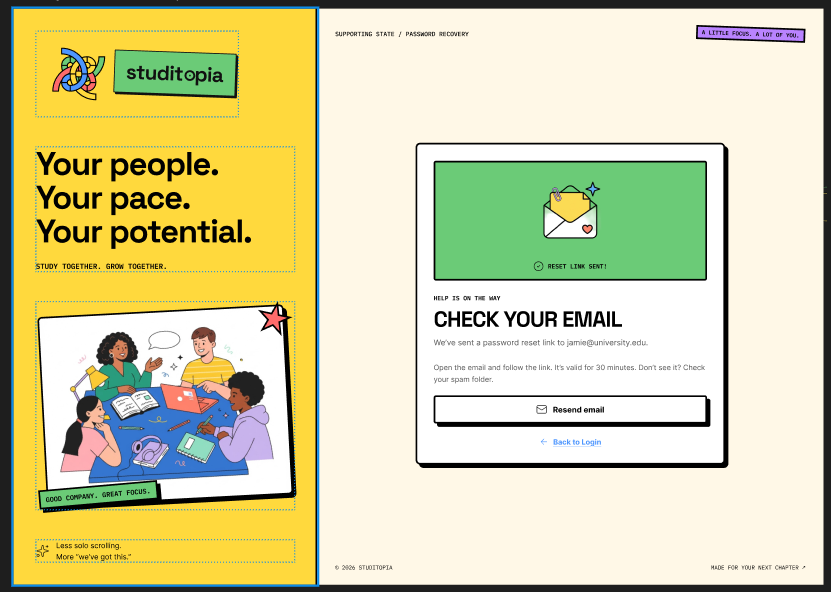 studitopia
Your people.
Your pace.
Your potential.
STUDY TOGETHER. GROW TOGETHER.
GOOD COMPANY. GREAT FOCUS.
Less solo scrolling.
More “we’ve got this.”
SUPPORTING STATE / PASSWORD RECOVERY
A LITTLE FOCUS. A LOT OF YOU.
RESET LINK SENT!
HELP IS ON THE WAY
CHECK YOUR EMAIL
We’ve sent a password reset link to jamie@university.edu.
Open the email and follow the link. It’s valid for 30 minutes. Don’t see it? Check
your spam folder.
Resend email
← Back to Login
© 2026 STUDITOPIA
MADE FOR YOUR NEXT CHAPTER ↗